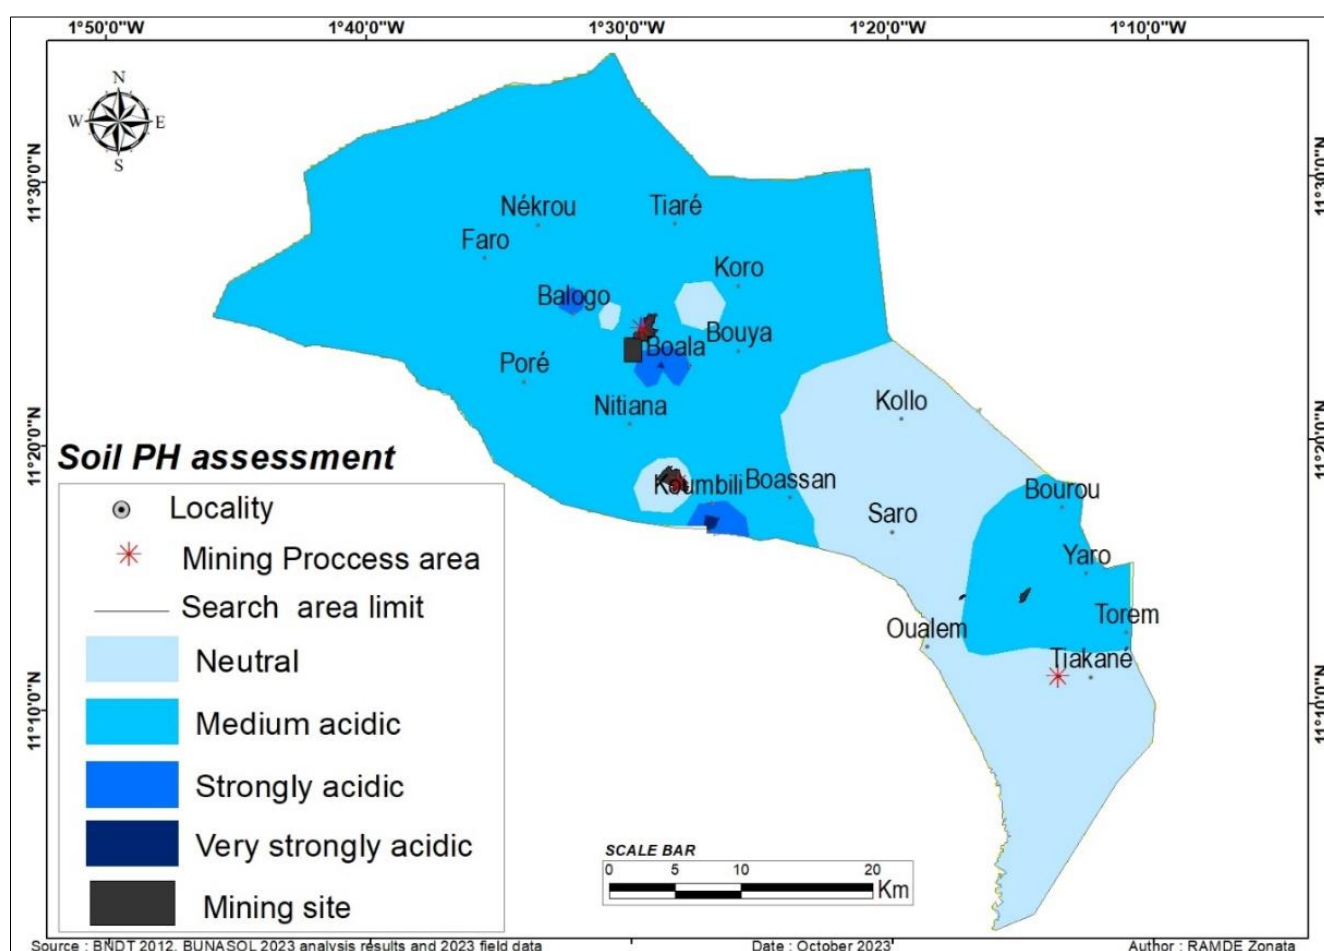 1°50'0"W 1°40'0"W 1°30'0"W 1°20'0"W 1°10'0"W
N
W E
S
11°30'0"N 11°30'0"N
Nékrou Tiaré
Faro
Koro
Balogo
Bouya
Boala
Poré
Nitiana
Kollo
11°20'0"N 11°20'0"N
Koumbili Boassan
Bourou
Saro
Yaro
Torem
Oualem
Tiakané
11°10'0"N 11°10'0"N
Soil PH assessment
Locality
Mining Proccess area
Search area limit
Neutral
Medium acidic
Strongly acidic
Very strongly acidic
Mining site
SCALE BAR
0 5 10 20
Km
Source : BNDT 2012, BUNASOL 2023 analysis results and 2023 field data Date : October 2023 Author : RAMDE Zonata